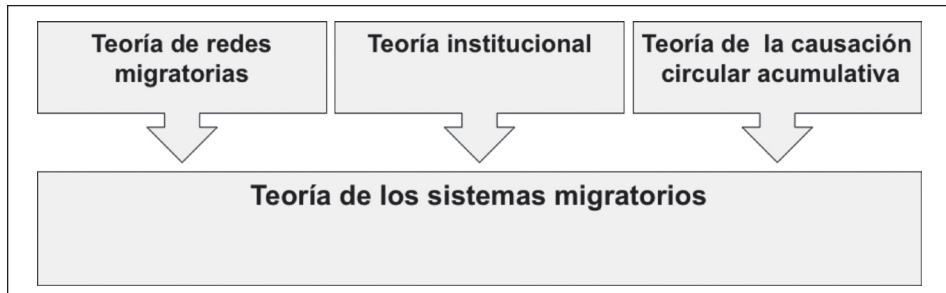 Teoría de redes
migratorias
Teoría institucional
Teoría de la causación
circular acumulativa
Teoría de los sistemas migratorios